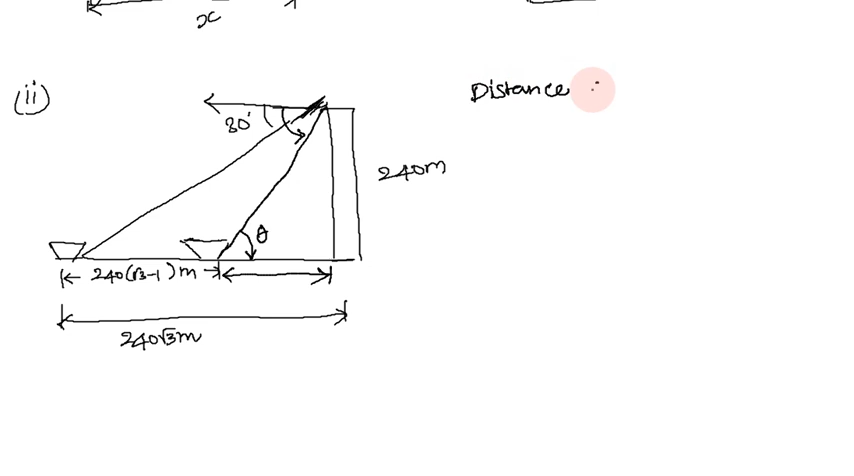 x
(ii)
Distance :
30°
240m
θ
240(√3-1)m
240√3m